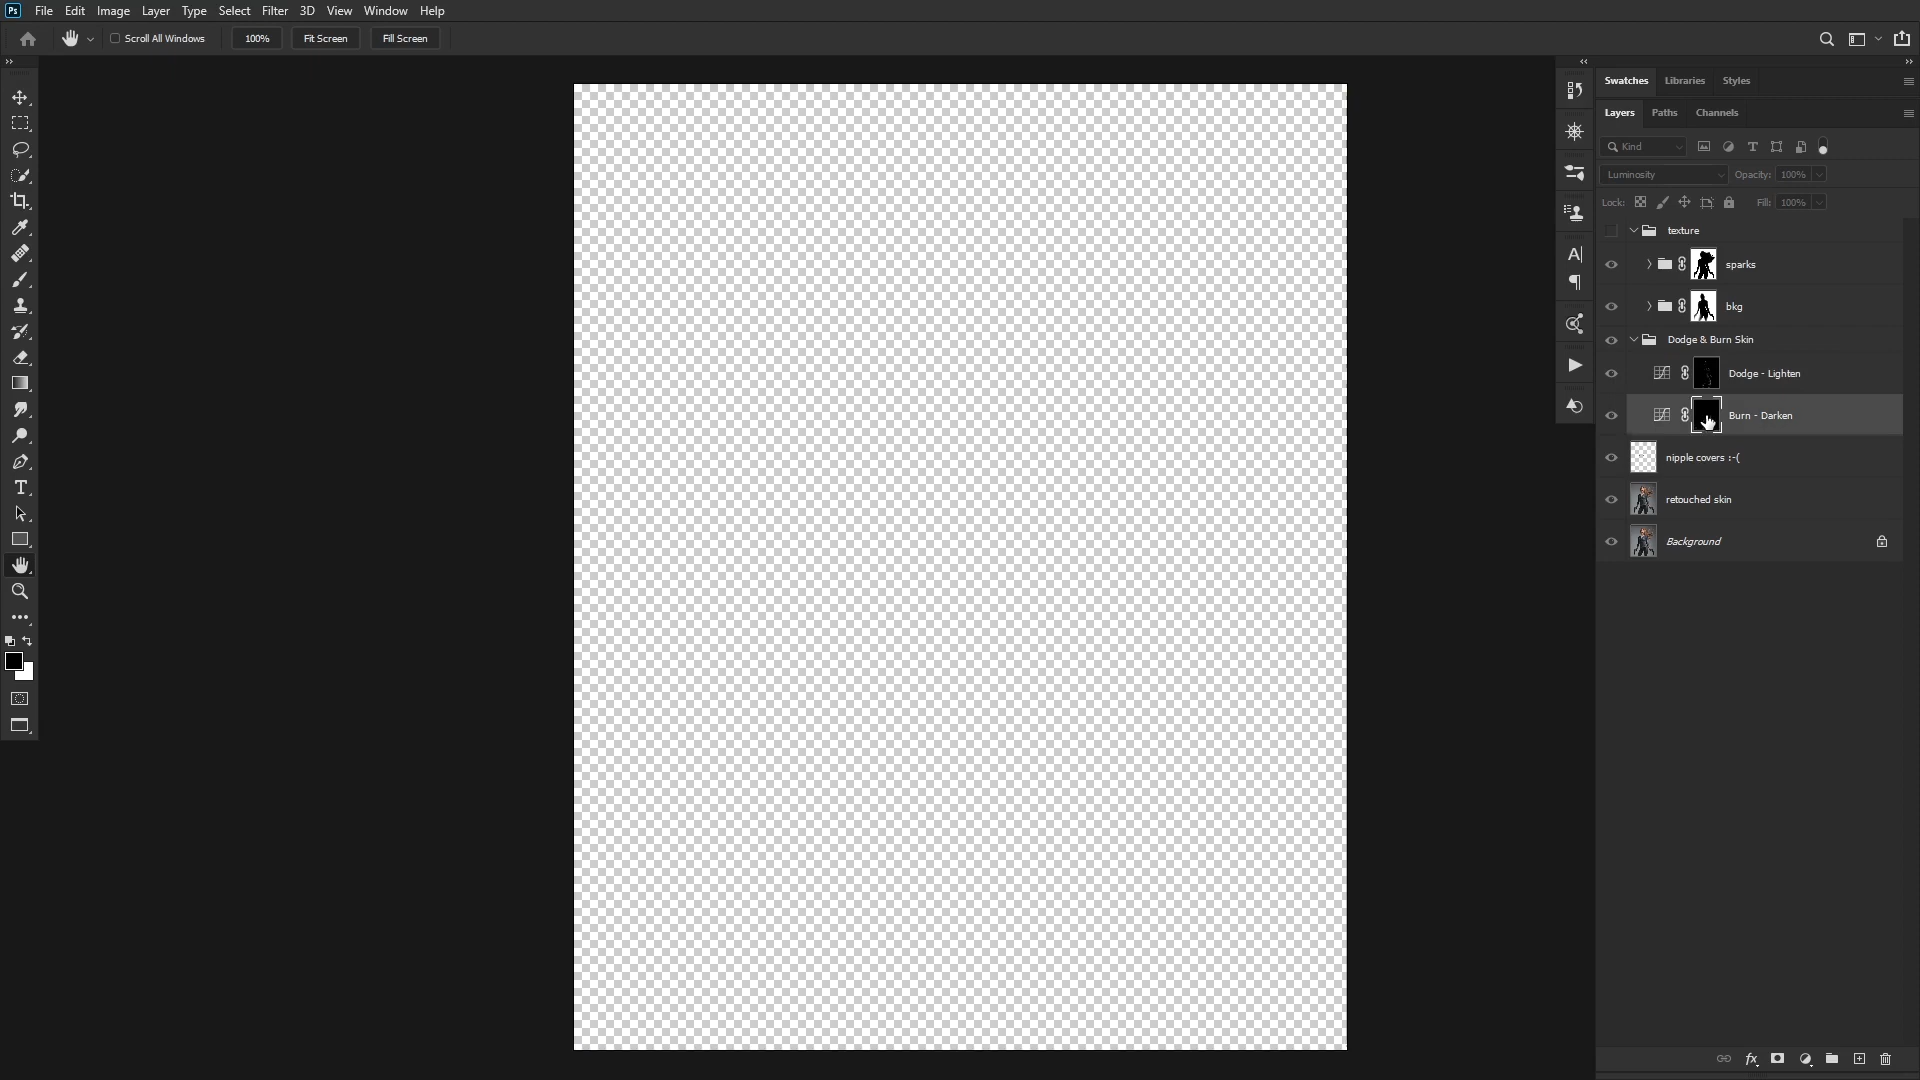 Ps File Edit Image Layer Type Select Filter 3D View Window Help
Scroll All Windows 100% Fit Screen Fill Screen
Swatches Libraries Styles
Layers Paths Channels
Kind
Luminosity Opacity: 100%
Lock: Fill: 100%
texture
sparks
bkg
Dodge & Burn Skin
Dodge - Lighten
Burn - Darken
nipple covers :-(
retouched skin
Background
fx